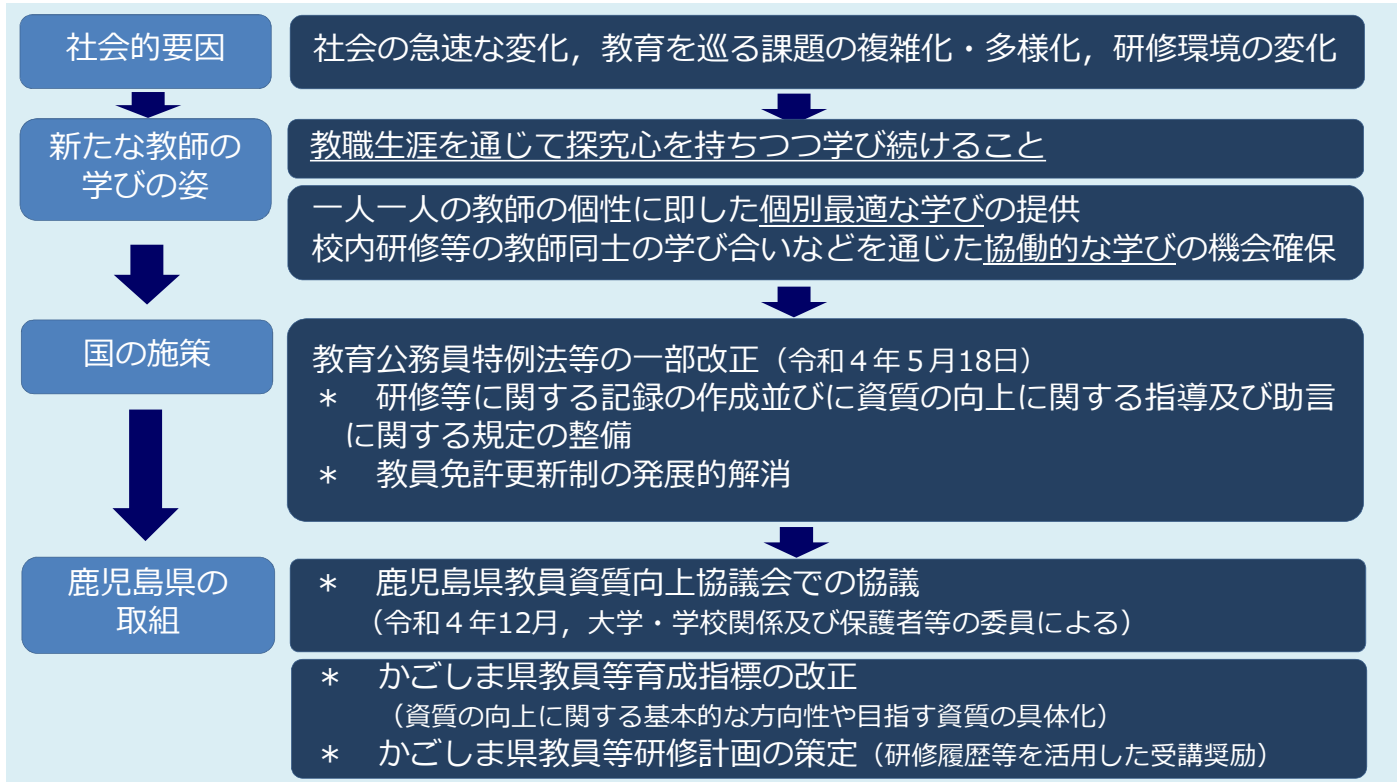 社会的要因
社会の急速な変化，教育を巡る課題の複雑化・多様化，研修環境の変化
新たな教師の
学びの姿
教職生涯を通じて探究心を持ちつつ学び続けること
一人一人の教師の個性に即した個別最適な学びの提供
校内研修等の教師同士の学び合いなどを通じた協働的な学びの機会確保
国の施策
教育公務員特例法等の一部改正（令和４年５月18日）
＊　研修等に関する記録の作成並びに資質の向上に関する指導及び助言
に関する規定の整備
＊　教員免許更新制の発展的解消
鹿児島県の
取組
＊　鹿児島県教員資質向上協議会での協議
（令和４年12月，大学・学校関係及び保護者等の委員による）
＊　かごしま県教員等育成指標の改正
（資質の向上に関する基本的な方向性や目指す資質の具体化）
＊　かごしま県教員等研修計画の策定（研修履歴等を活用した受講奨励）